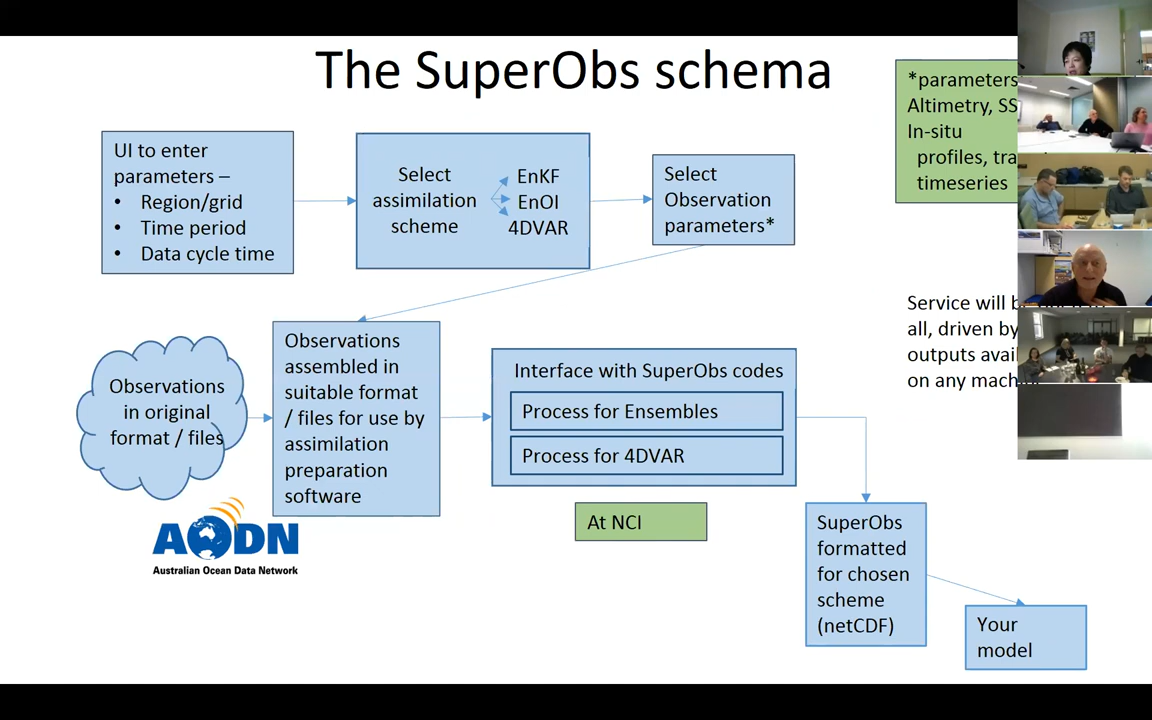 The SuperObs schema
*parameters
Altimetry,
In-situ
profiles,
timeseries
UI to enter
parameters –
• Region/grid
• Time period
• Data cycle time
Select
assimilation
scheme
EnKF
EnOI
4DVAR
Select
Observation
parameters*
Service will
all, driven by
outputs
on any
Observations
in original
format / files
Observations
assembled in
suitable format
/ files for use by
assimilation
preparation
software
Interface with SuperObs codes
Process for Ensembles
Process for 4DVAR
At NCI
AODN
Australian Ocean Data Network
SuperObs
formatted
for chosen
scheme
(netCDF)
Your
model